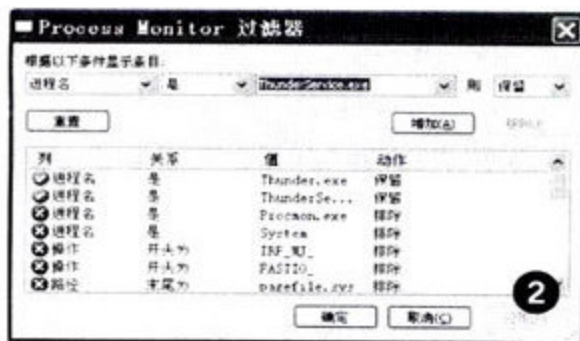 Process Monitor 过滤器
根据以下条件显示条目:
进程名 是 ThunderService.exe 则 保留
重置 增加(A)
列 关系 值 动作
进程名 是 Thunder.exe 保留
进程名 是 ThunderSe... 保留
进程名 是 Procmon.exe 排除
进程名 是 System 排除
操作 开头为 IRP_MJ_ 排除
操作 开头为 FASTIO_ 排除
路径 末尾为 pagefile.sys 排除
确定 取消(C)
2